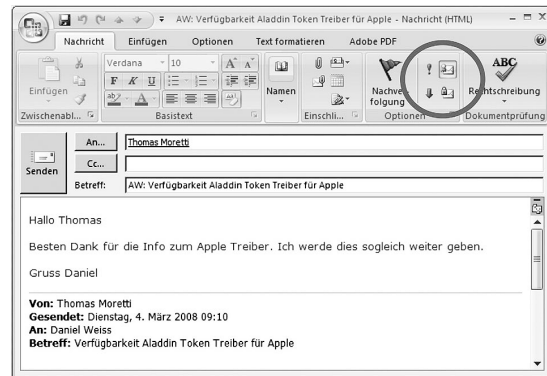 AW: Verfügbarkeit Aladdin Token Treiber für Apple - Nachricht (HTML)
Nachricht Einfügen Optionen Text formatieren Adobe PDF
Verdana 10 A A
Einfügen F K U Namen Nachver-folgung ABC Rechtschreibung
Zwischenabl... Basistext Einschli... Optionen Dokumentprüfung
An... Thomas Moretti
Cc...
Senden
Betreff: AW: Verfügbarkeit Aladdin Token Treiber für Apple
Hallo Thomas
Besten Dank für die Info zum Apple Treiber. Ich werde dies sogleich weiter geben.
Gruss Daniel
Von: Thomas Moretti
Gesendet: Dienstag, 4. März 2008 09:10
An: Daniel Weiss
Betreff: Verfügbarkeit Aladdin Token Treiber für Apple